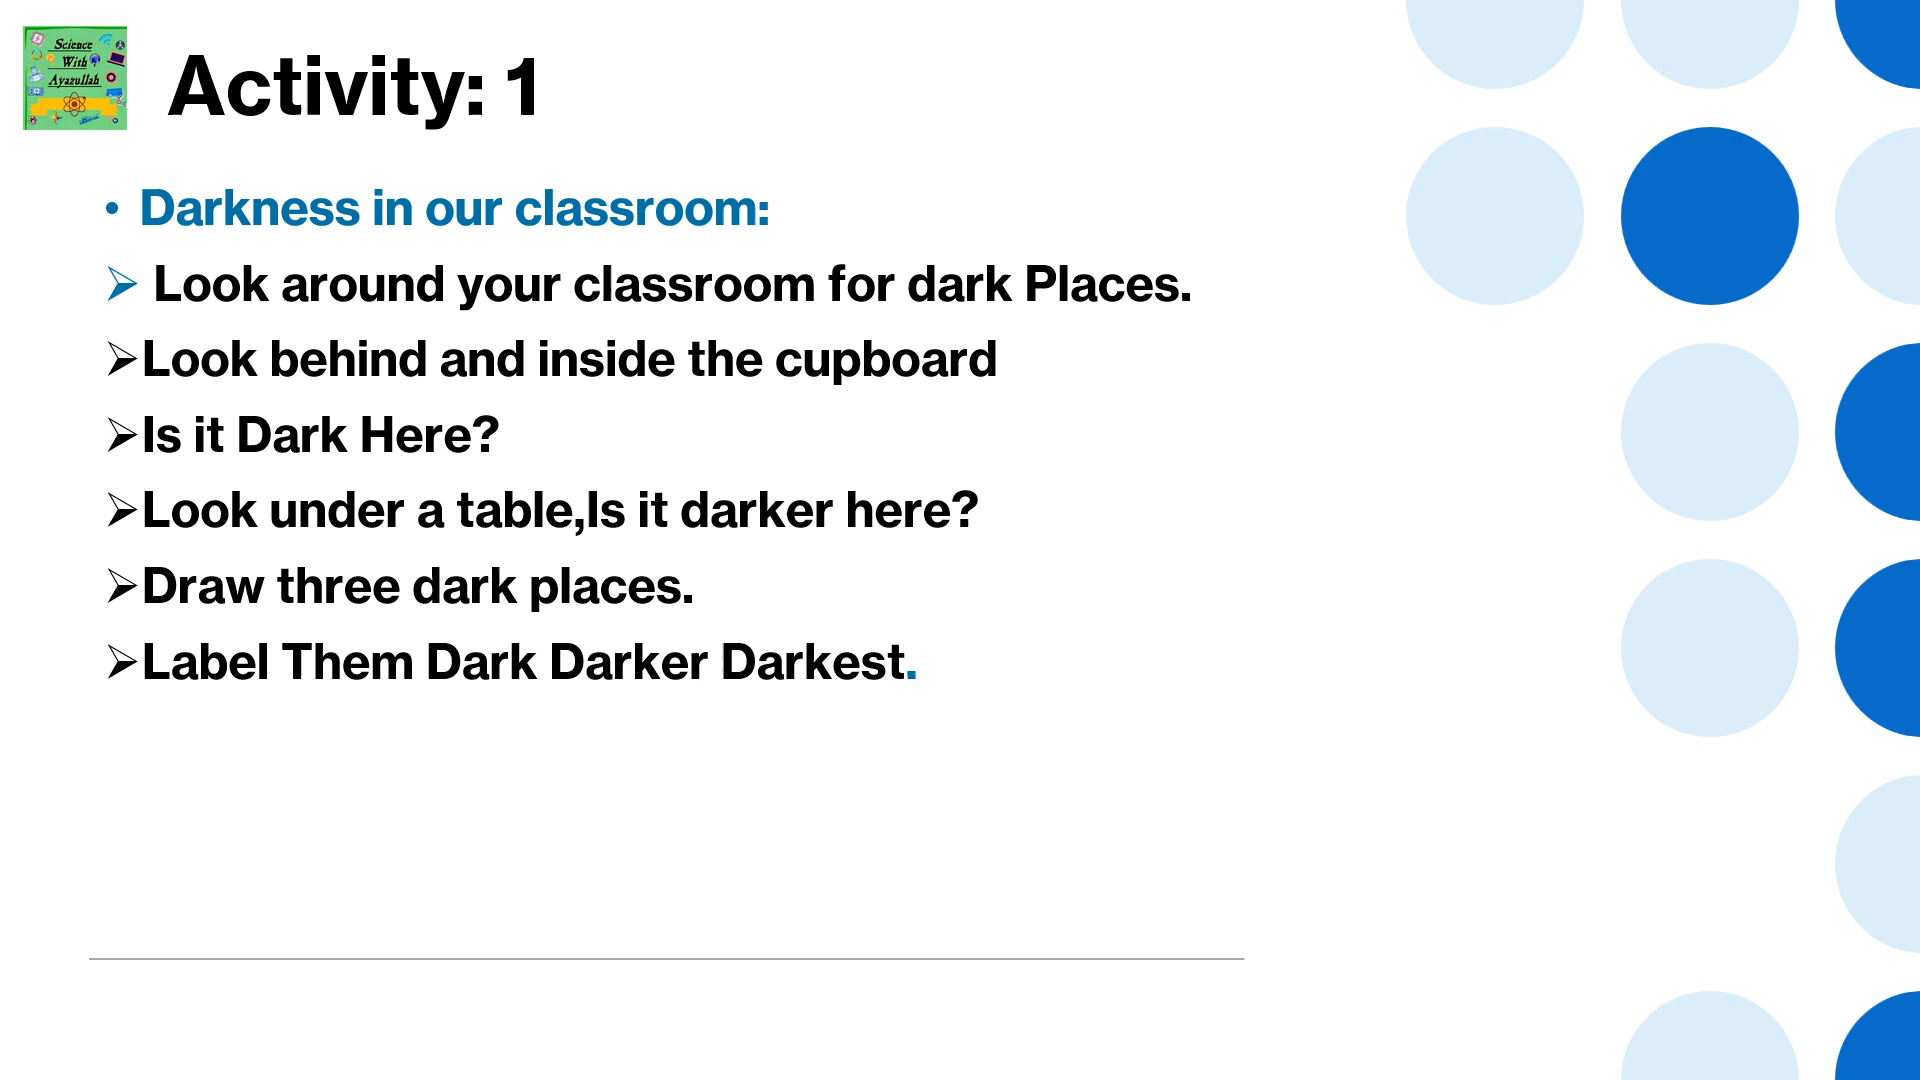 Science
With
Ayazullah
Activity: 1
• Darkness in our classroom:
➢ Look around your classroom for dark Places.
➢Look behind and inside the cupboard
➢Is it Dark Here?
➢Look under a table,Is it darker here?
➢Draw three dark places.
➢Label Them Dark Darker Darkest.